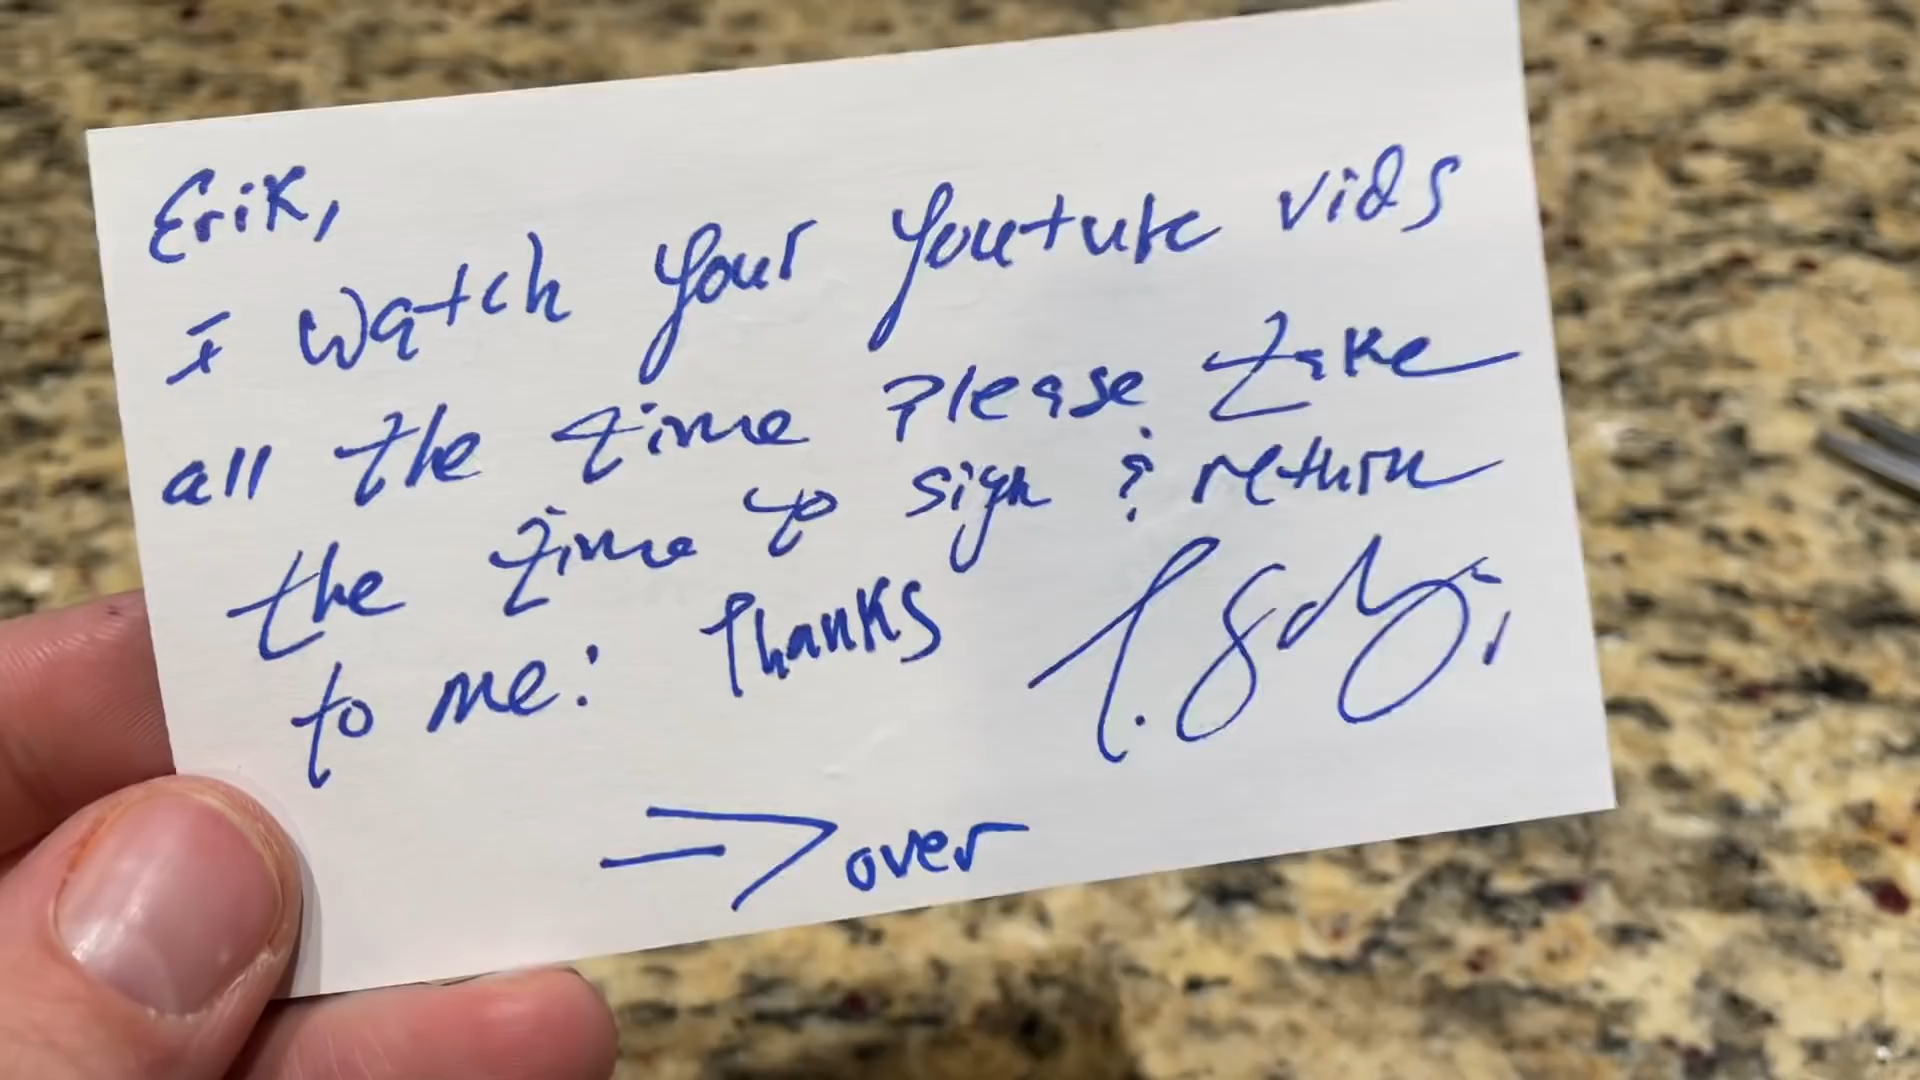 Erik,
I watch your Youtube vids
all the time Please take
the time to sign & return
to me: Thanks
=> over